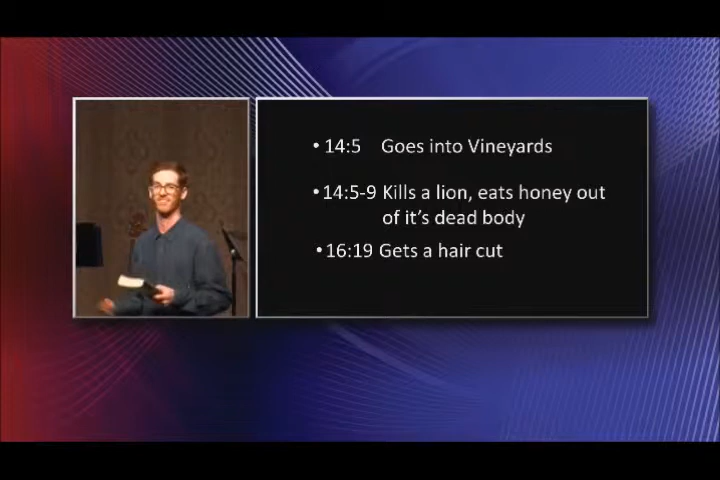 • 14:5 Goes into Vineyards
• 14:5-9 Kills a lion, eats honey out
of it's dead body
• 16:19 Gets a hair cut